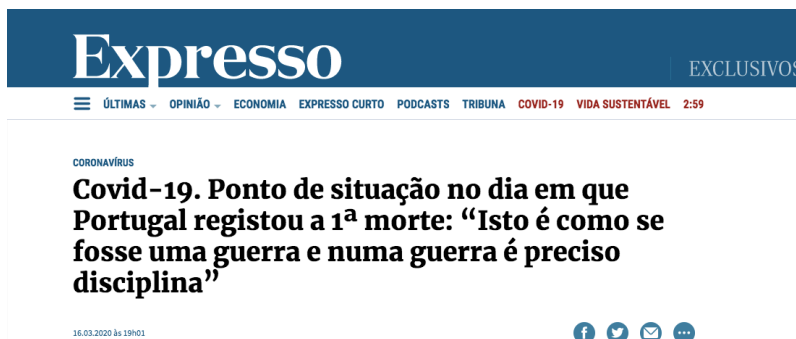 Expresso
EXCLUSIVOS
ÚLTIMAS OPINIÃO ECONOMIA EXPRESSO CURTO PODCASTS TRIBUNA COVID-19 VIDA SUSTENTÁVEL 2:59
CORONAVÍRUS
Covid-19. Ponto de situação no dia em que
Portugal registou a 1ª morte: “Isto é como se
fosse uma guerra e numa guerra é preciso
disciplina”
16.03.2020 às 19h01